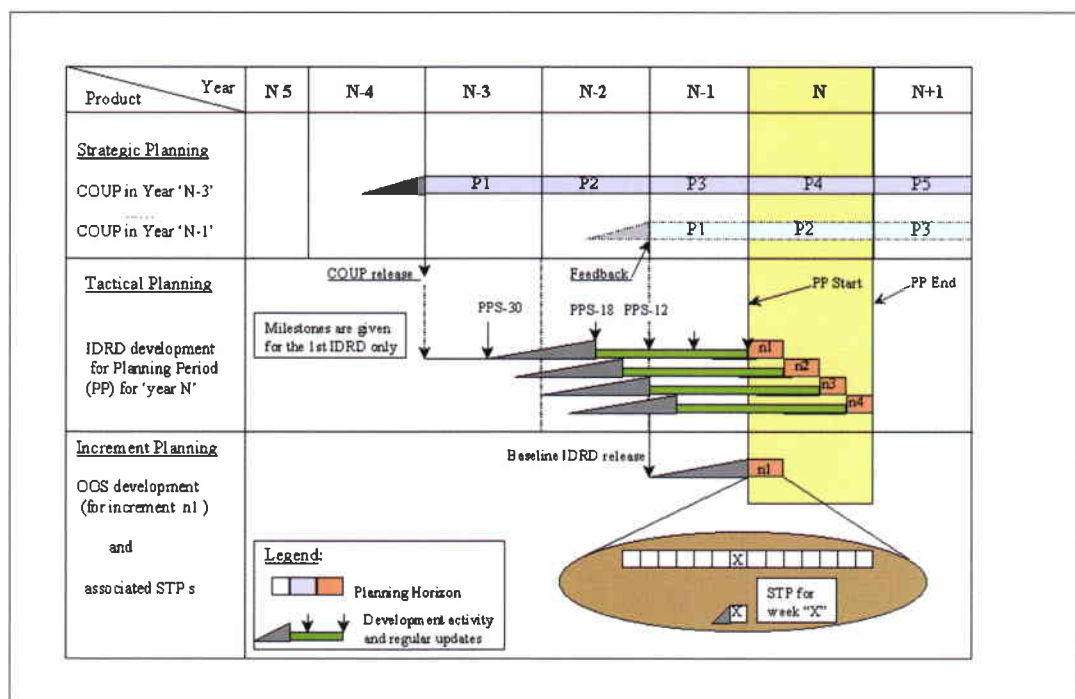 Year
Product
N 5
N-4
N-3
N-2
N-1
N
N+1
Strategic Planning
COUP in Year 'N-3'
......
COUP in Year 'N-1'
P1
P2
P3
P4
P5
P1
P2
P3
COUP release
Feedback
Tactical Planning
IDRD development
for Planning Period
(PP) for 'year N'
Milestones are given
for the 1st IDRD only
PPS-30
PPS-18
PPS-12
PP Start
PP End
n1
n2
n3
n4
Increment Planning
OOS development
(for increment n1 )
and
associated STP s
Baseline IDRD release
n1
X
STP for
week "X"
X
Legend:
Planning Horizon
Development activity
and regular updates